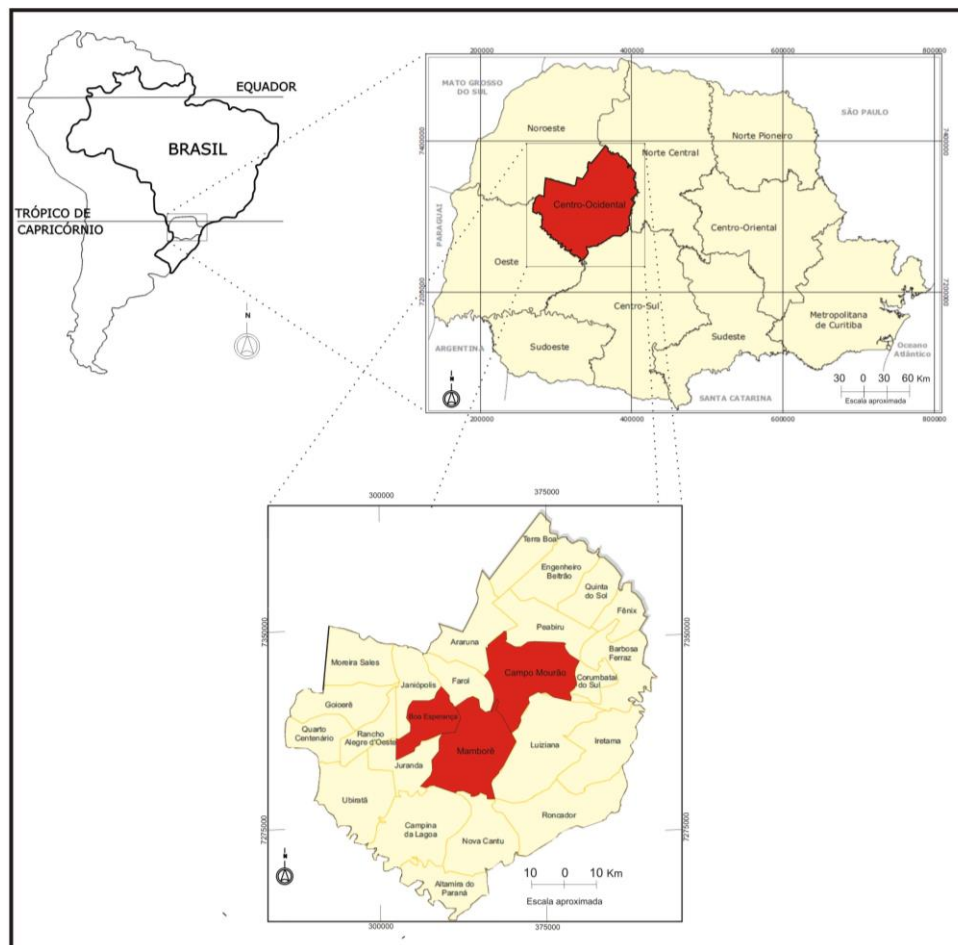 EQUADOR
BRASIL
TRÓPICO DE
CAPRICÓRNIO
N
200000
400000
600000
800000
MATO GROSSO
DO SUL
SÃO PAULO
Noroeste
Norte Pioneiro
7400000
7400000
Norte Central
Centro-Ocidental
PARAGUAI
Centro-Oriental
Oeste
7200000
7200000
Centro-Sul
Metropolitana
de Curitiba
Sudeste
ARGENTINA
Sudoeste
Oceano
Atlântico
30 0 30 60 Km
Escala aproximada
SANTA CATARINA
200000
400000
600000
800000
300000
375000
Terra Boa
Engenheiro
Beltrão
Quinta
do Sol
Fênix
Peabiru
7350000
7350000
Araruna
Barbosa
Ferraz
Moreira Sales
Campo Mourão
Farol
Janiópolis
Corumbataí
do Sul
Goioerê
Boa Esperança
Quarto
Centenário
Rancho
Alegre d'Oeste
Iretama
Luiziana
Mamborê
Juranda
Ubiratã
Roncador
Campina
da Lagoa
7275000
7275000
Nova Cantu
10 0 10 Km
Altamira do
Paraná
Escala aproximada
300000
375000